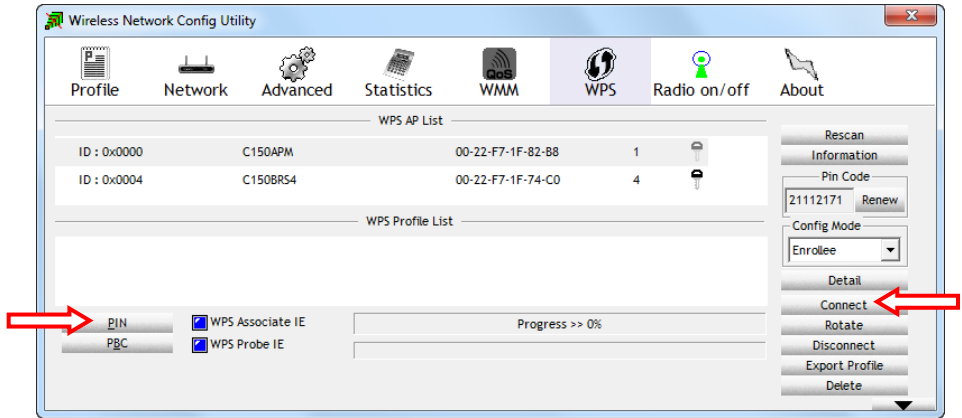 Wireless Network Config Utility
Profile Network Advanced Statistics WMM WPS Radio on/off About
QoS
WPS AP List
ID : 0x0000 C150APM 00-22-F7-1F-82-B8 1
ID : 0x0004 C150BRS4 00-22-F7-1F-74-C0 4
WPS Profile List
Rescan
Information
Pin Code
21112171 Renew
Config Mode
Enrollee
Detail
Connect
Rotate
Disconnect
Export Profile
Delete
PIN WPS Associate IE Progress >> 0%
PBC WPS Probe IE